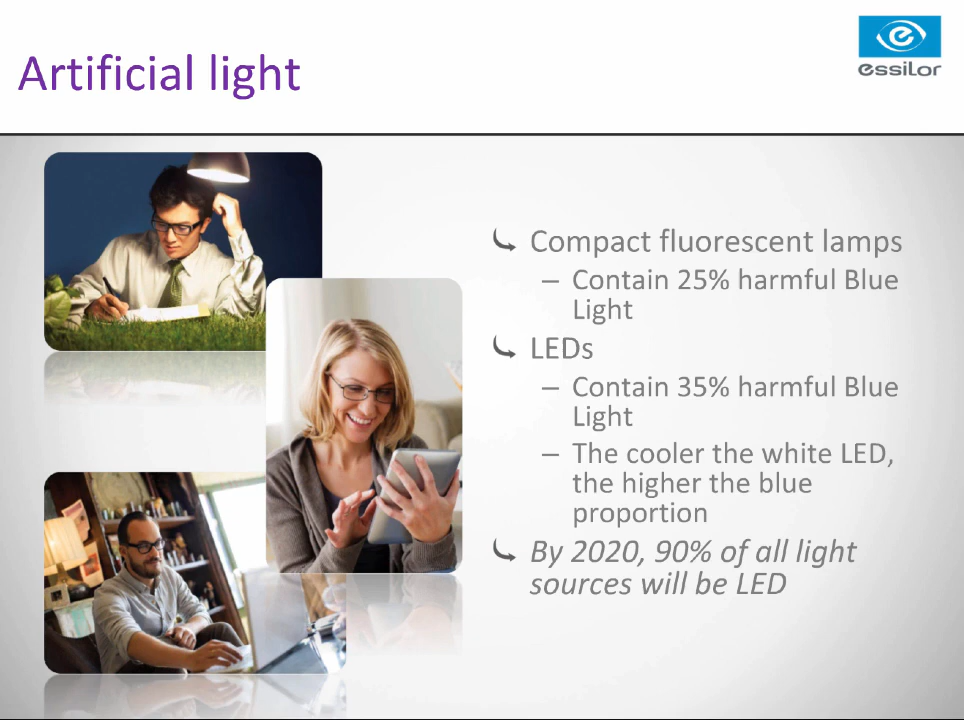 Artificial light
essilor
Compact fluorescent lamps
– Contain 25% harmful Blue
Light
LEDs
– Contain 35% harmful Blue
Light
– The cooler the white LED,
the higher the blue
proportion
By 2020, 90% of all light
sources will be LED